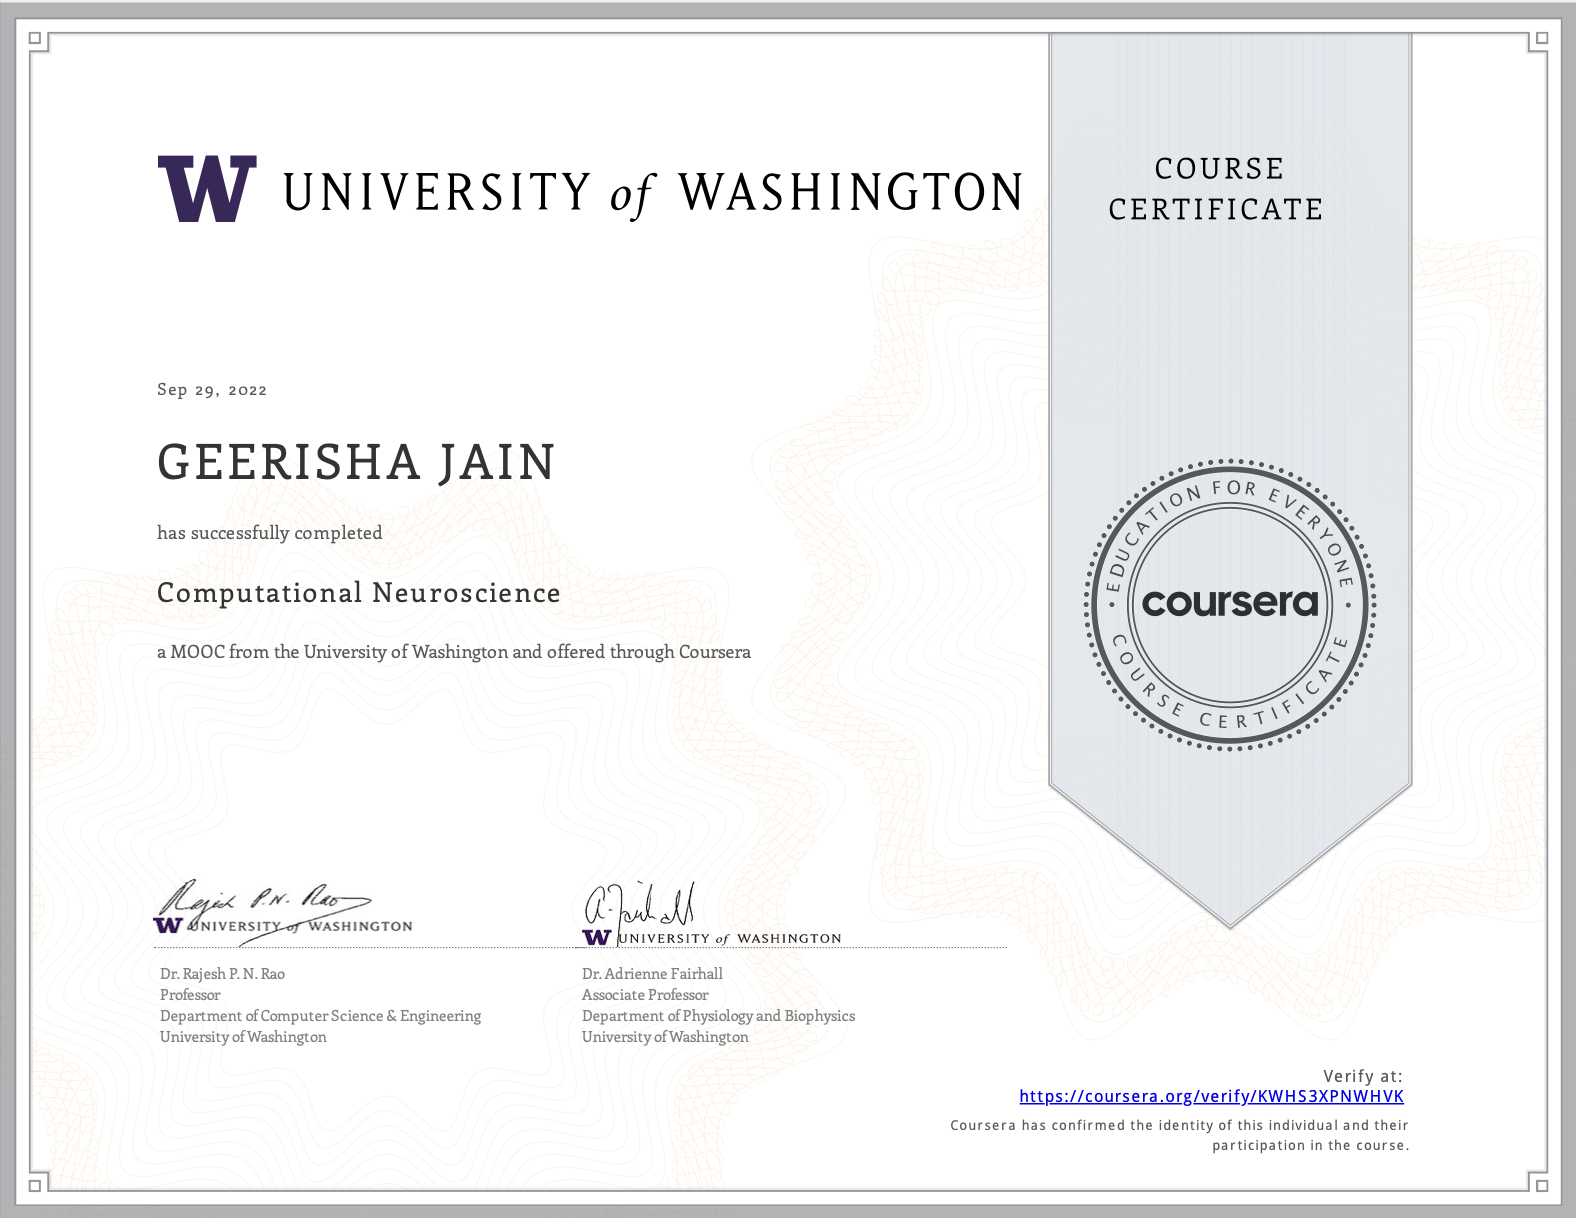 W UNIVERSITY of WASHINGTON
COURSE
CERTIFICATE
Sep 29, 2022
GEERISHA JAIN
has successfully completed
Computational Neuroscience
a MOOC from the University of Washington and offered through Coursera
EDUCATION FOR EVERYONE
coursera
COURSE CERTIFICATE
Rajesh P.N. Rao
W UNIVERSITY of WASHINGTON
Dr. Rajesh P. N. Rao
Professor
Department of Computer Science & Engineering
University of Washington
A. Fairhall
W UNIVERSITY of WASHINGTON
Dr. Adrienne Fairhall
Associate Professor
Department of Physiology and Biophysics
University of Washington
Verify at:
https://coursera.org/verify/KWHS3XPNWHVK
Coursera has confirmed the identity of this individual and their
participation in the course.